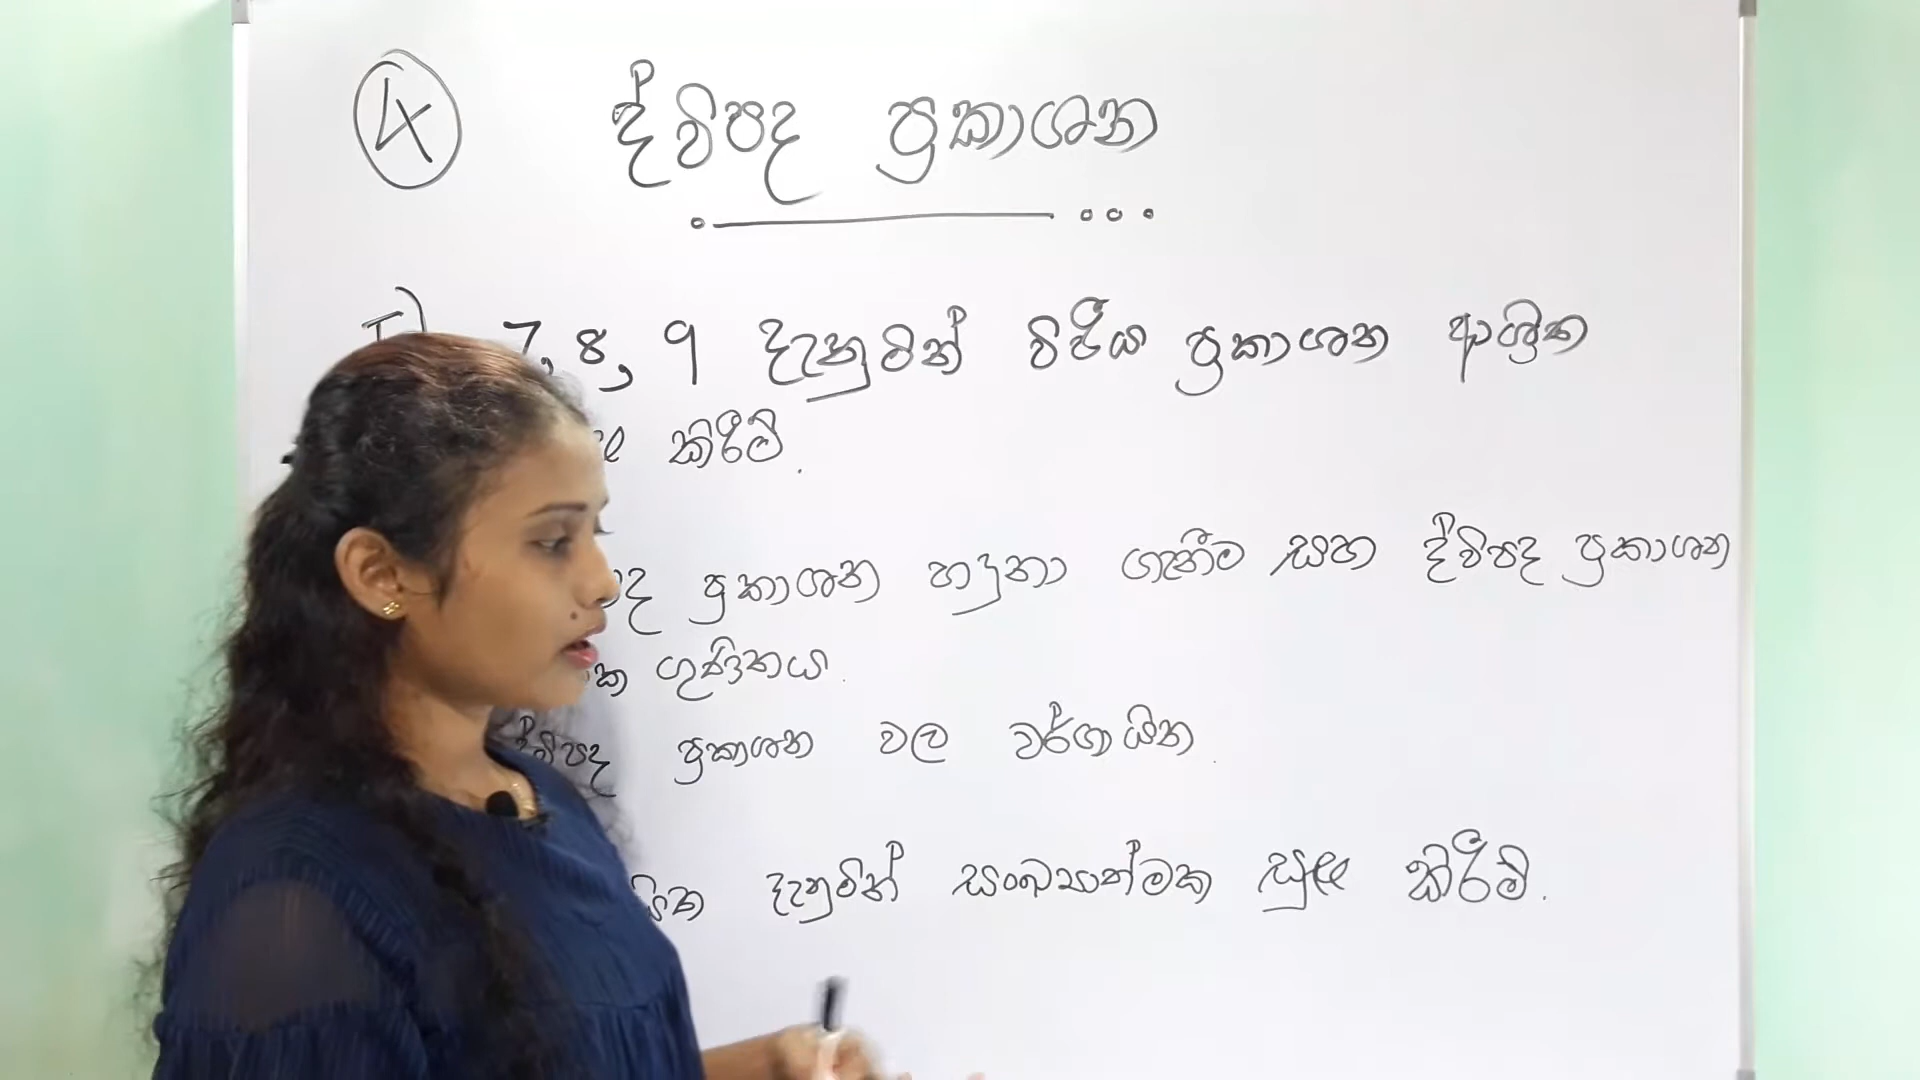 4 ද්විපද ප්‍රකාශන
I) 7, 8, 9 දැනුමින් වීජීය ප්‍රකාශන ආශ්‍රිත
කිරීම්.
ප්‍රකාශන හඳුනා ගැනීම සහ ද්විපද ප්‍රකාශන
ගුණිතය.
ද්විපද ප්‍රකාශන වල වර්ගායිත.
දැනුමින් සංඛ්‍යාත්මක සුළු කිරීම්.